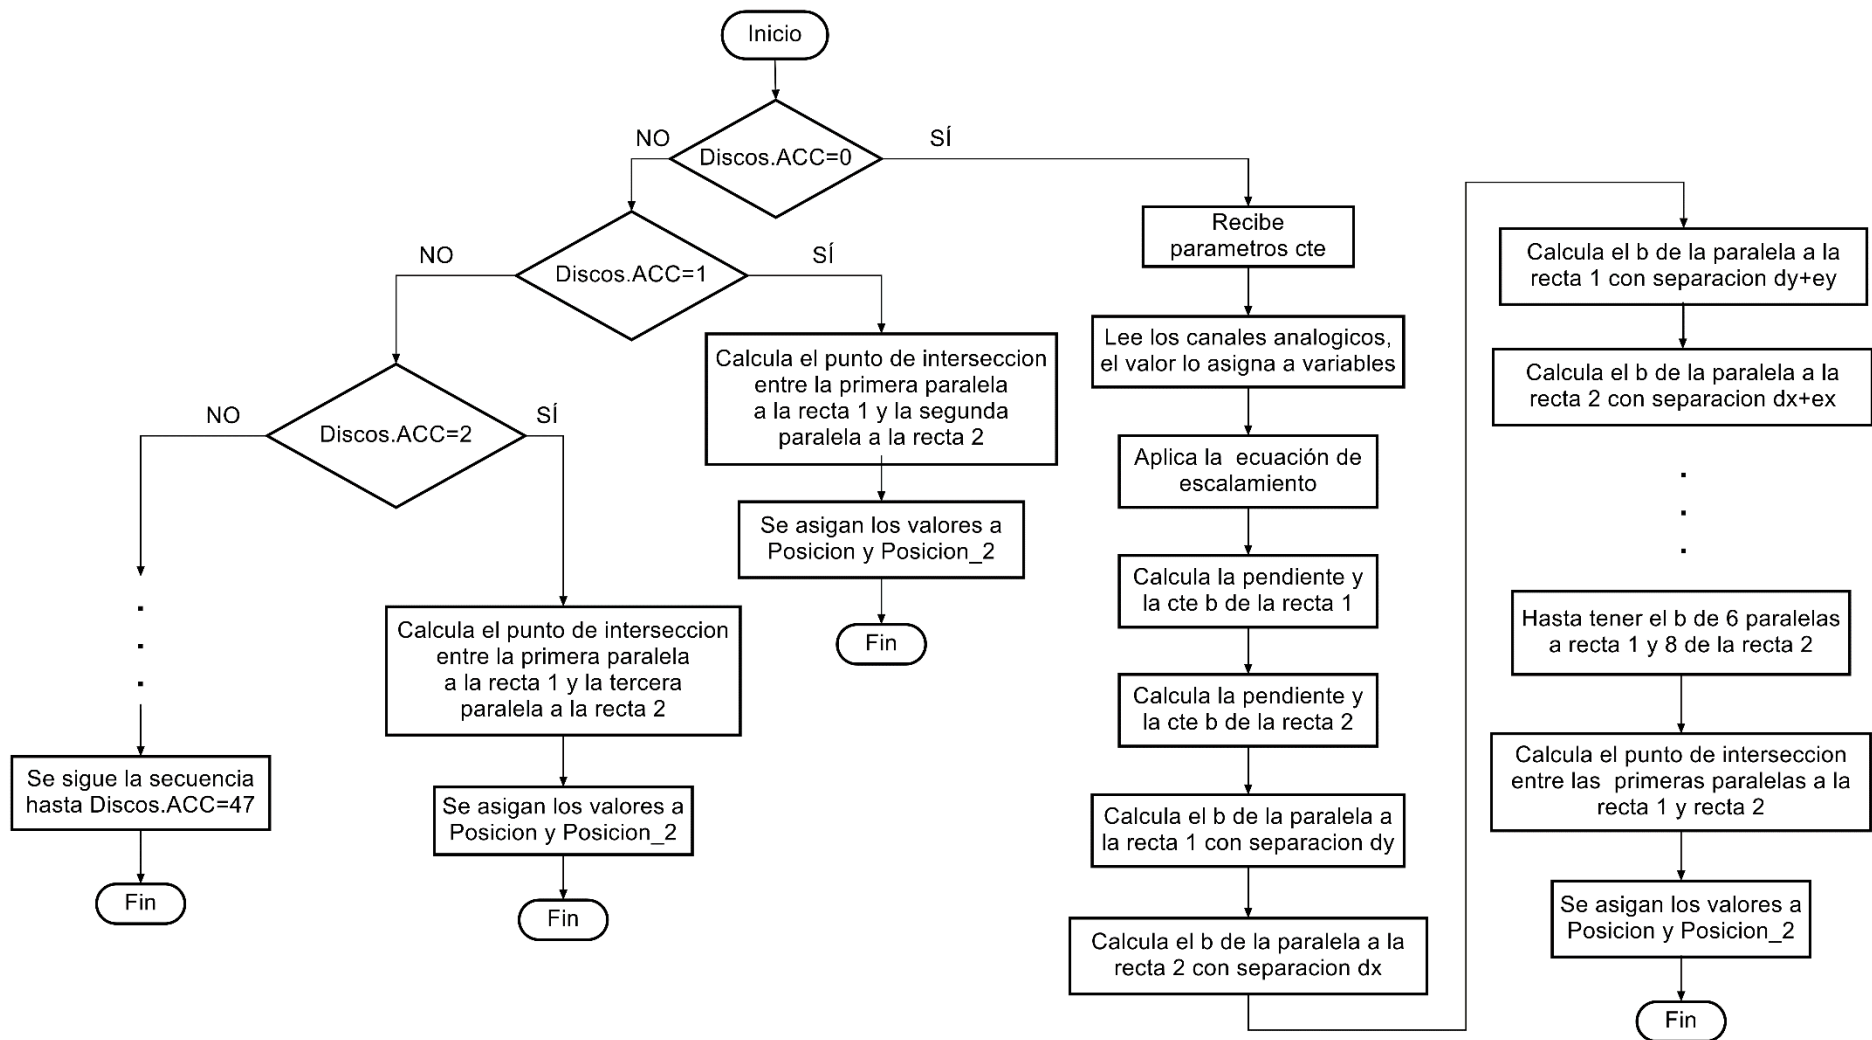 Inicio
Discos.ACC=0
NO
SÍ
Discos.ACC=1
NO
SÍ
Discos.ACC=2
NO
SÍ
.
.
.
Se sigue la secuencia
hasta Discos.ACC=47
Fin
Calcula el punto de interseccion
entre la primera paralela
a la recta 1 y la tercera
paralela a la recta 2
Se asigan los valores a
Posicion y Posicion_2
Fin
Calcula el punto de interseccion
entre la primera paralela
a la recta 1 y la segunda
paralela a la recta 2
Se asigan los valores a
Posicion y Posicion_2
Fin
Recibe
parametros cte
Lee los canales analogicos,
el valor lo asigna a variables
Aplica la ecuación de
escalamiento
Calcula la pendiente y
la cte b de la recta 1
Calcula la pendiente y
la cte b de la recta 2
Calcula el b de la paralela a
la recta 1 con separacion dy
Calcula el b de la paralela a la
recta 2 con separacion dx
Calcula el b de la paralela a la
recta 1 con separacion dy+ey
Calcula el b de la paralela a la
recta 2 con separacion dx+ex
.
.
.
Hasta tener el b de 6 paralelas
a recta 1 y 8 de la recta 2
Calcula el punto de interseccion
entre las primeras paralelas a la
recta 1 y recta 2
Se asigan los valores a
Posicion y Posicion_2
Fin